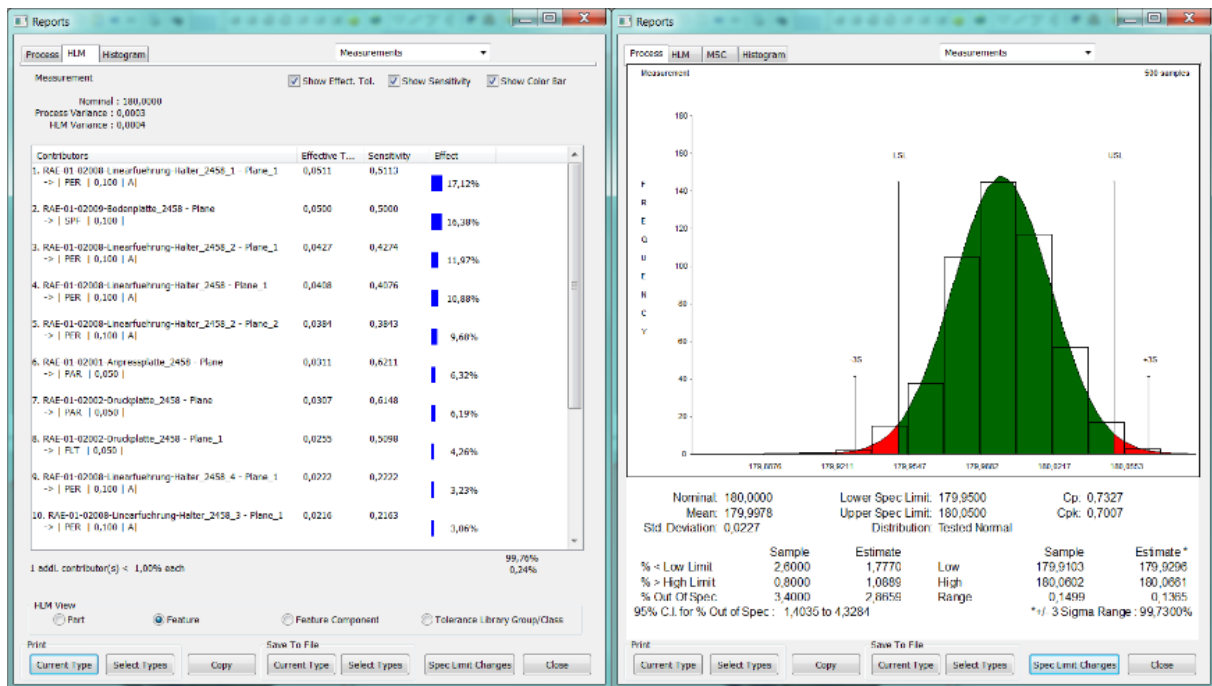 Reports
Process HLM Histogram
Measurements
Measurement
Show Effect. Tol. Show Sensitivity Show Color Bar
Nominal : 180,0000
Process Variance : 0,0003
HLM Variance : 0,0004
Contributors Effective T... Sensitivity Effect
1. RAE-01-02008-Linearfuehrung-Halter_2458_1 - Plane_1 0,0511 0,5113
-> | PER | 0,100 | A|
17,12%
2. RAE-01-02009-Bodenplatte_2458 - Plane 0,0500 0,5000
-> | SPF | 0,100 |
16,38%
3. RAE-01-02008-Linearfuehrung-Halter_2458_2 - Plane_1 0,0427 0,4274
-> | PER | 0,100 | A|
11,97%
4. RAE-01-02008-Linearfuehrung-Halter_2458 - Plane_1 0,0408 0,4076
-> | PER | 0,100 | A|
10,88%
5. RAE-01-02008-Linearfuehrung-Halter_2458_2 - Plane_2 0,0384 0,3843
-> | PER | 0,100 | A|
9,60%
6. RAE-01-02001-Anpressplatte_2458 - Plane 0,0311 0,6211
-> | PAR | 0,050 |
6,32%
7. RAE-01-02002-Druckplatte_2458 - Plane 0,0307 0,6148
-> | PAR | 0,050 |
6,19%
8. RAE-01-02002-Druckplatte_2458 - Plane_1 0,0255 0,5098
-> | FLT | 0,050 |
4,26%
9. RAE-01-02008-Linearfuehrung-Halter_2458_4 - Plane_1 0,0222 0,2222
-> | PER | 0,100 | A|
3,23%
10. RAE-01-02008-Linearfuehrung-Halter_2458_3 - Plane_1 0,0216 0,2163
-> | PER | 0,100 | A|
3,06%
99,76%
1 addl. contributor(s) < 1,00% each 0,24%
HLM View
Part Feature Feature Component Tolerance Library Group/Class
Print Save To File
Current Type Select Types Copy Current Type Select Types Spec Limit Changes Close
Reports
Process HLM MSC Histogram
Measurements
Measurement 500 samples
FREQUENCY
180
160
140
120
100
80
60
40
20
0
LSL USL
-3S +3S
179,8876 179,9211 179,9547 179,9882 180,0217 180,0553
Nominal: 180,0000 Lower Spec Limit: 179,9500 Cp: 0,7327
Mean: 179,9978 Upper Spec Limit: 180,0500 Cpk: 0,7007
Std. Deviation: 0,0227 Distribution: Tested Normal
Sample Estimate Sample Estimate *
% < Low Limit 2,6000 1,7770 Low 179,9103 179,9296
% > High Limit 0,8000 1,0889 High 180,0602 180,0661
% Out Of Spec 3,4000 2,8659 Range 0,1499 0,1365
95% C.I. for % Out of Spec : 1,4035 to 4,3284 *+/- 3 Sigma Range : 99,7300%
Print Save To File
Current Type Select Types Copy Current Type Select Types Spec Limit Changes Close